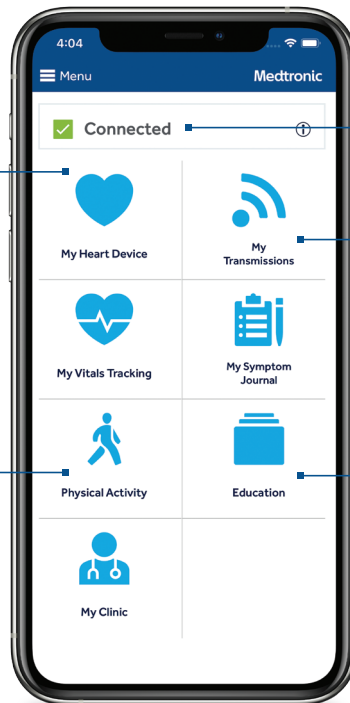 4:04
Menu
Medtronic
Connected
My Heart Device
My
Transmissions
My Vitals Tracking
My Symptom
Journal
Physical Activity
Education
My Clinic